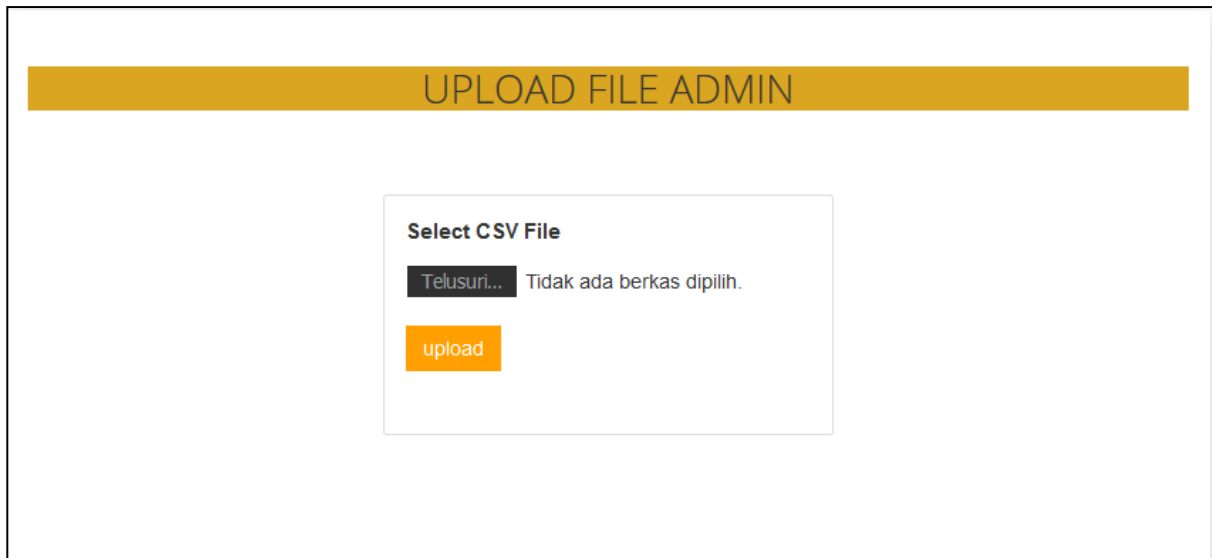 UPLOAD FILE ADMIN
Select CSV File
Telusuri... Tidak ada berkas dipilih.
upload